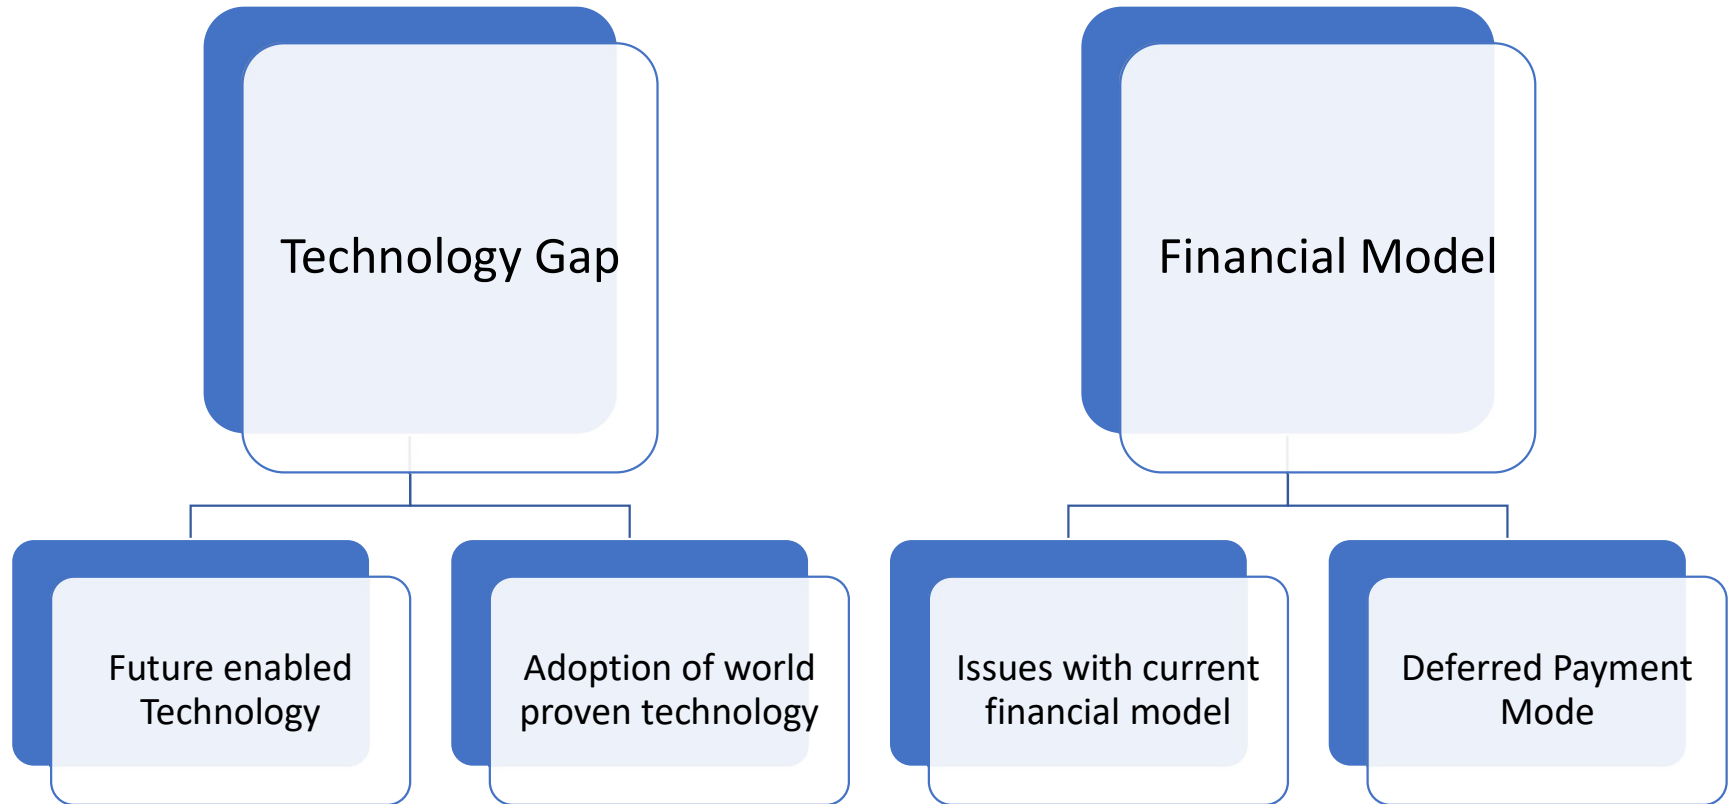 Technology Gap
Financial Model
Future enabled
Technology
Adoption of world
proven technology
Issues with current
financial model
Deferred Payment
Mode